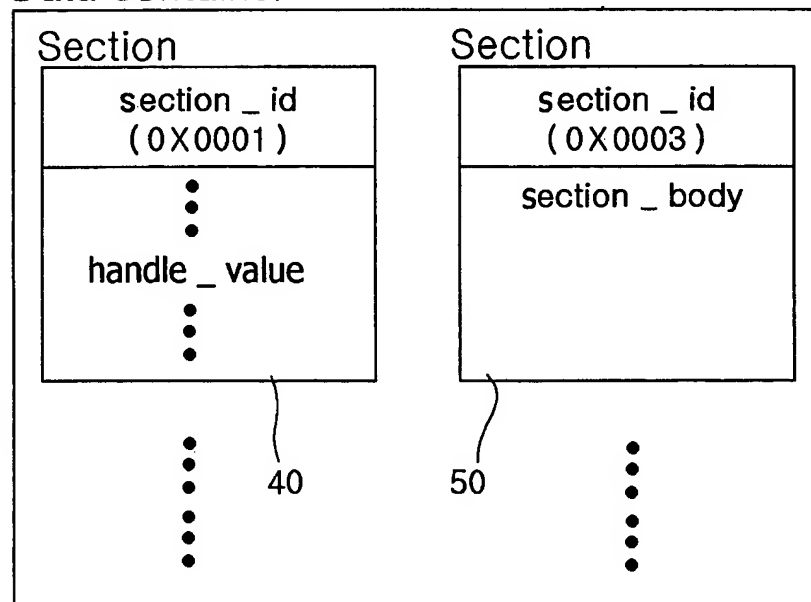 Section
section _ id
(0X0001)
handle _ value
40
Section
section _ id
(0X0003)
section _ body
50